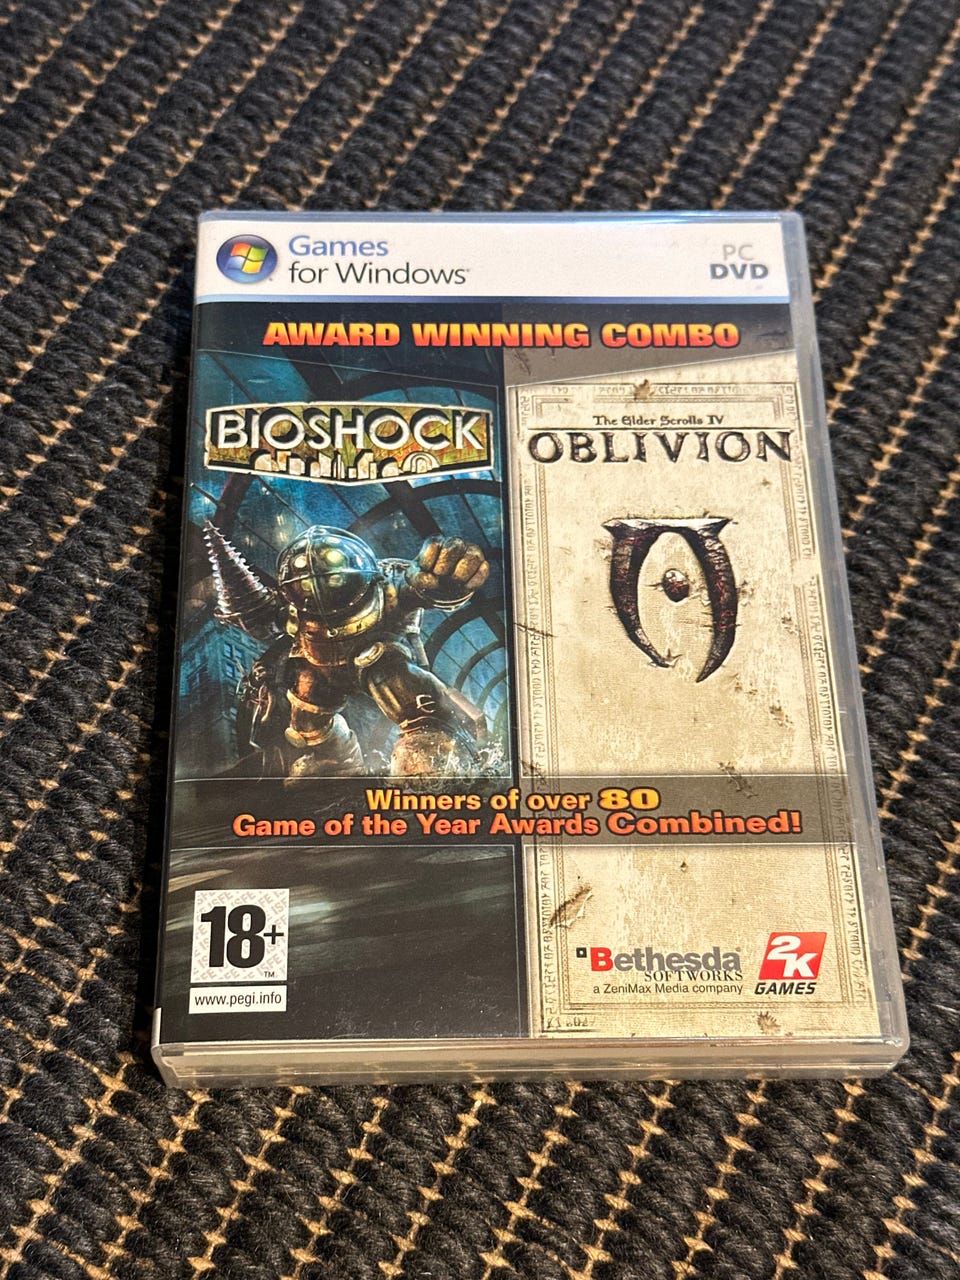 Games
for Windows
PC
DVD
AWARD WINNING COMBO
BIOSHOCK
The Elder Scrolls IV
OBLIVION
Winners of over 80
Game of the Year Awards Combined!
18+
TM
www.pegi.info
Bethesda
SOFTWORKS
a ZeniMax Media company
2K
GAMES